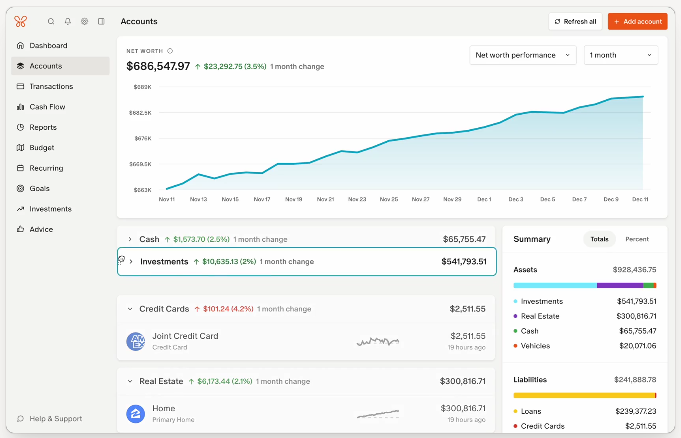 Accounts
Refresh all
+ Add account
Dashboard
Accounts
Transactions
Cash Flow
Reports
Budget
Recurring
Goals
Investments
Advice
Help & Support
NET WORTH
$686,547.97 ↑ $23,292.75 (3.5%) 1 month change
Net worth performance
1 month
$689K
$682.5K
$676K
$669.5K
$663K
Nov 11 Nov 13 Nov 15 Nov 17 Nov 19 Nov 21 Nov 23 Nov 25 Nov 27 Nov 29 Dec 1 Dec 3 Dec 5 Dec 7 Dec 9 Dec 11
Cash ↑ $1,573.70 (2.5%) 1 month change $65,755.47
Investments ↑ $10,635.13 (2%) 1 month change $541,793.51
Credit Cards ↑ $101.24 (4.2%) 1 month change $2,511.55
AM
EX
Joint Credit Card $2,511.55
Credit Card 19 hours ago
Real Estate ↑ $6,173.44 (2.1%) 1 month change $300,816.71
Home $300,816.71
Primary Home 19 hours ago
Summary Totals Percent
Assets $928,436.75
Investments $541,793.51
Real Estate $300,816.71
Cash $65,755.47
Vehicles $20,071.06
Liabilities $241,888.78
Loans $239,377.23
Credit Cards $2,511.55